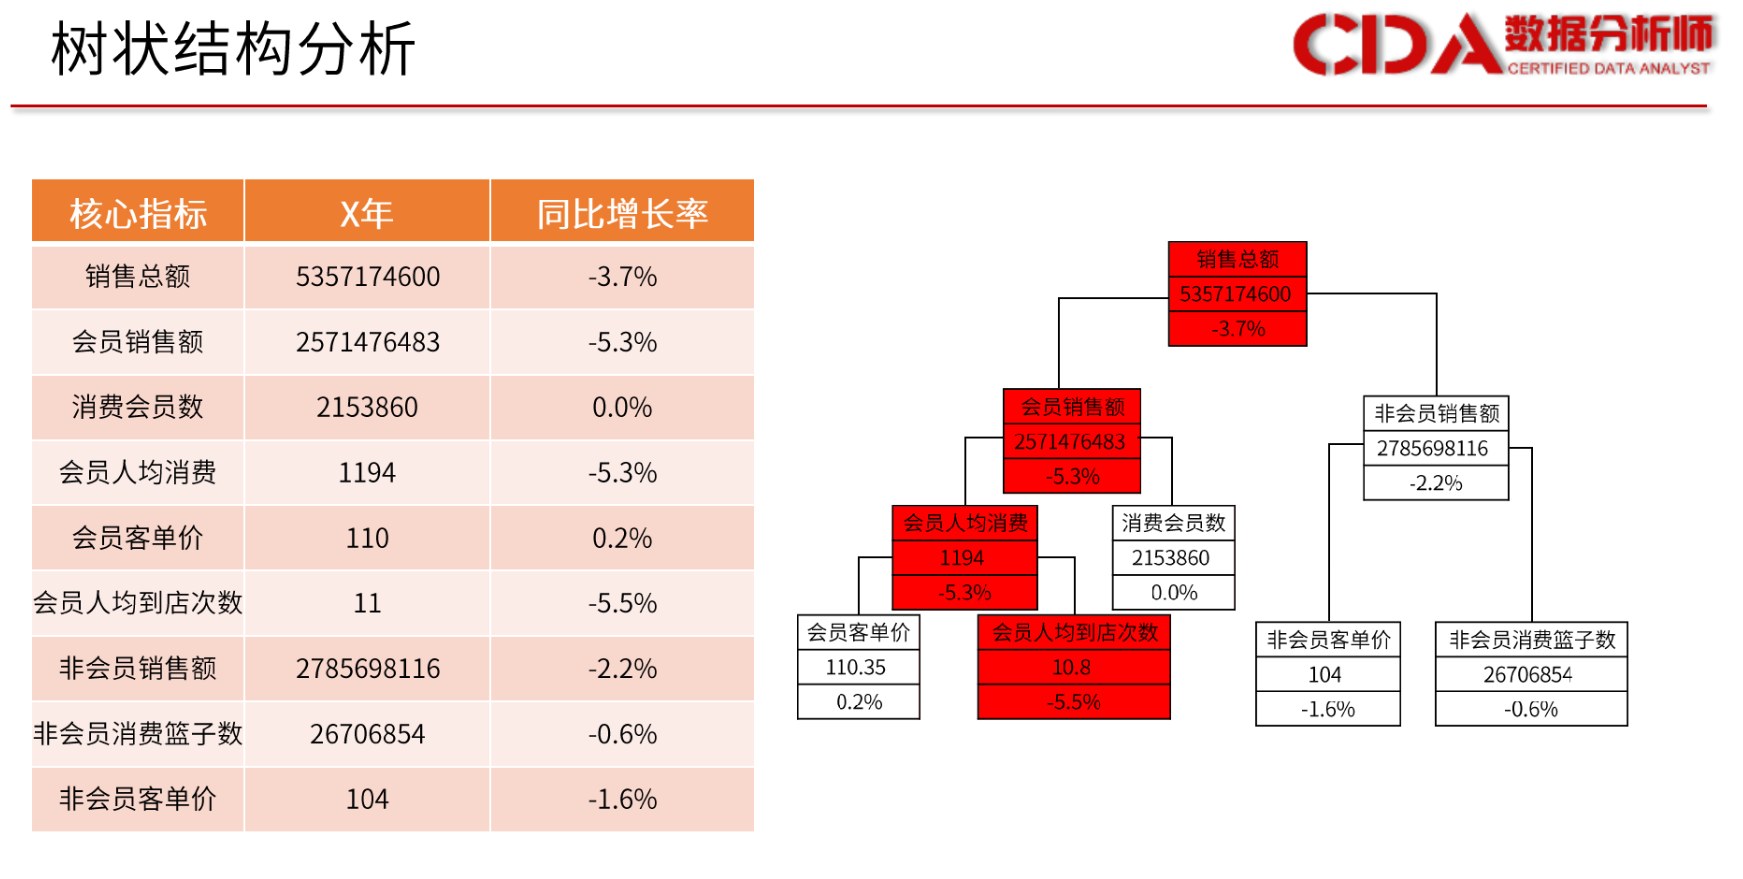 树状结构分析
CDA 数据分析师
CERTIFIED DATA ANALYST
核心指标 X年 同比增长率
销售总额 5357174600 -3.7%
会员销售额 2571476483 -5.3%
消费会员数 2153860 0.0%
会员人均消费 1194 -5.3%
会员客单价 110 0.2%
会员人均到店次数 11 -5.5%
非会员销售额 2785698116 -2.2%
非会员消费篮子数 26706854 -0.6%
非会员客单价 104 -1.6%
销售总额
5357174600
-3.7%
会员销售额
2571476483
-5.3%
非会员销售额
2785698116
-2.2%
会员人均消费
1194
-5.3%
消费会员数
2153860
0.0%
会员客单价
110.35
0.2%
会员人均到店次数
10.8
-5.5%
非会员客单价
104
-1.6%
非会员消费篮子数
26706854
-0.6%